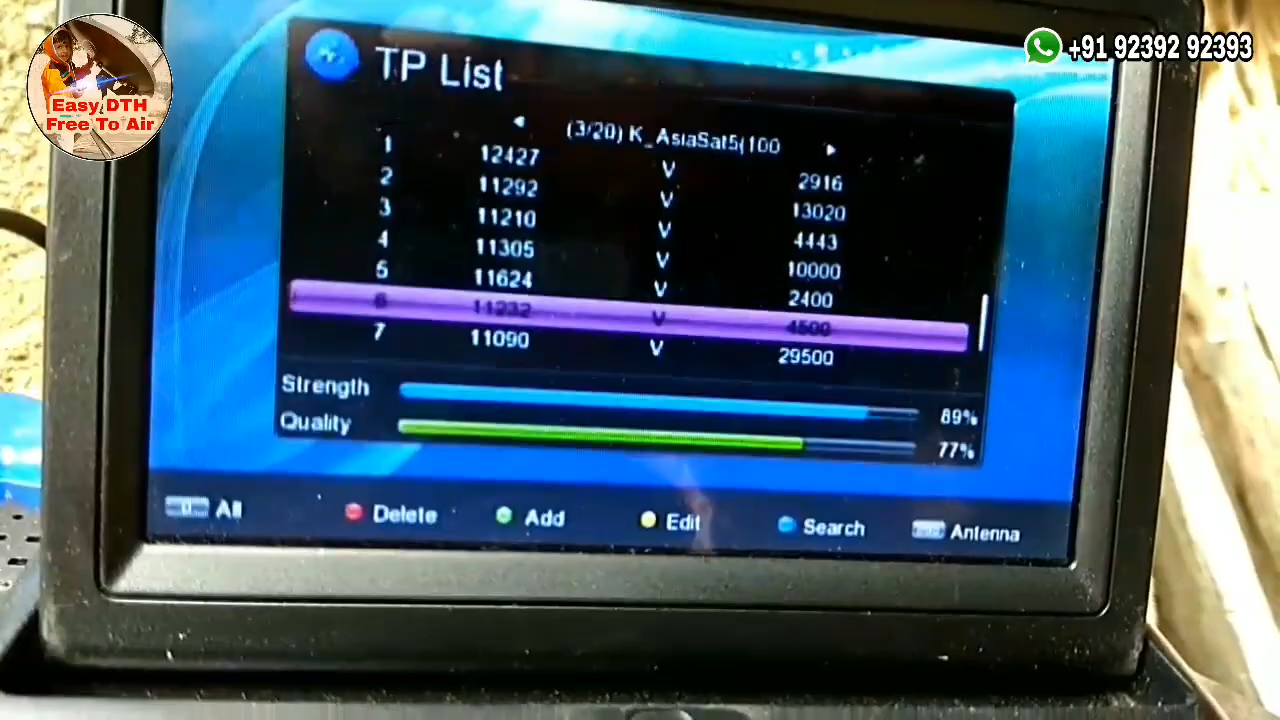 Easy DTH
Free To Air
+91 92392 92393
TP List
(3/20) K_AsiaSat5(100
1 12427 V 2916
2 11292 V 13020
3 11210 V 4443
4 11305 V 10000
5 11624 V 2400
6 11232 V 4500
7 11090 V 29500
Strength 89%
Quality 77%
All Delete Add Edit Search Antenna